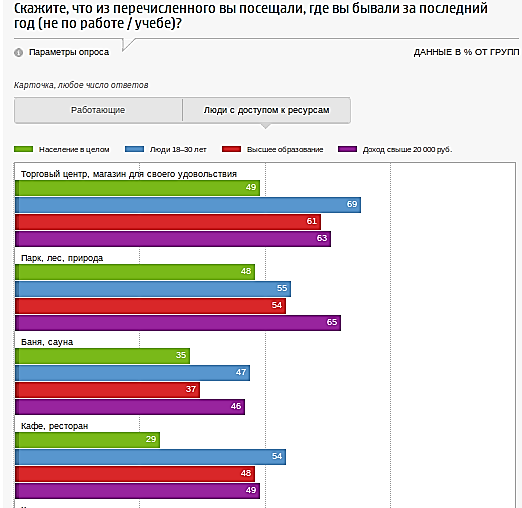 Скажите, что из перечисленного вы посещали, где вы бывали за последний
год (не по работе / учебе)?
i Параметры опроса
ДАННЫЕ В % ОТ ГРУПП
Карточка, любое число ответов
Работающие
Люди с доступом к ресурсам
Население в целом
Люди 18–30 лет
Высшее образование
Доход свыше 20 000 руб.
Торговый центр, магазин для своего удовольствия
49
69
61
63
Парк, лес, природа
48
55
54
65
Баня, сауна
35
47
37
46
Кафе, ресторан
29
54
48
49